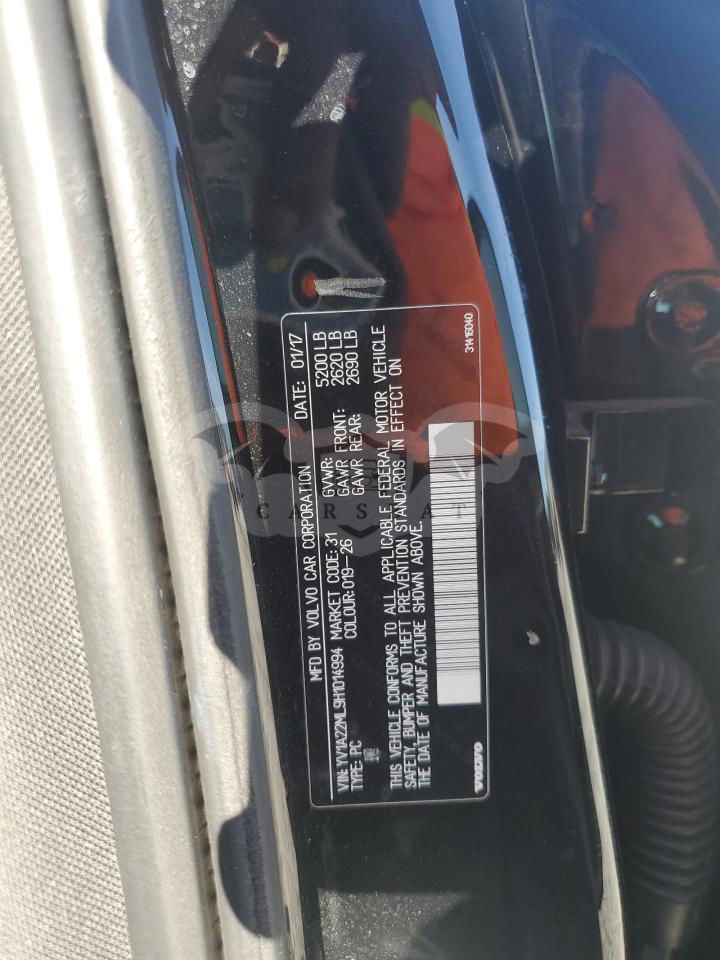 MFD BY VOLVO CAR CORPORATION DATE: 01/17
VIN: YV1A22ML9H1014994 MARKET CODE: 31 GVWR: 5200 LB
TYPE: PC COLOUR: 019-26 GAWR FRONT: 2620 LB
GAWR REAR: 2690 LB
THIS VEHICLE CONFORMS TO ALL APPLICABLE FEDERAL MOTOR VEHICLE
SAFETY, BUMPER AND THEFT PREVENTION STANDARDS IN EFFECT ON
THE DATE OF MANUFACTURE SHOWN ABOVE.
VOLVO 31416040